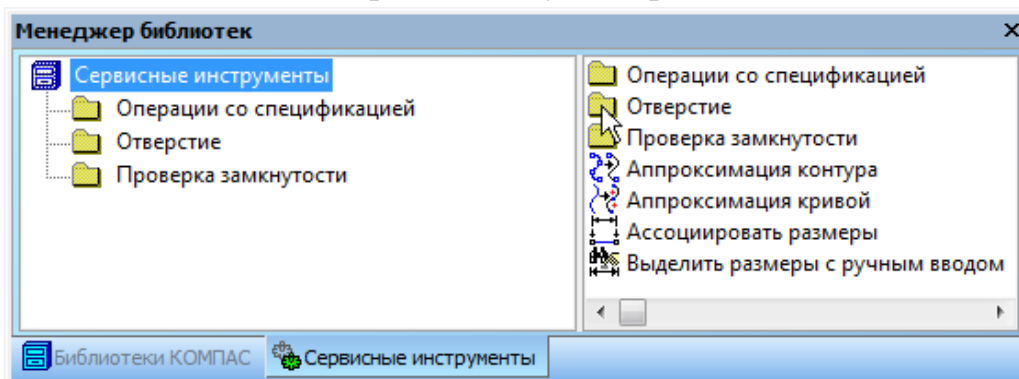 Менеджер библиотек
Сервисные инструменты
Операции со спецификацией
Отверстие
Проверка замкнутости
Операции со спецификацией
Отверстие
Проверка замкнутости
Аппроксимация контура
Аппроксимация кривой
Ассоциировать размеры
Выделить размеры с ручным вводом
Библиотеки КОМПАС
Сервисные инструменты